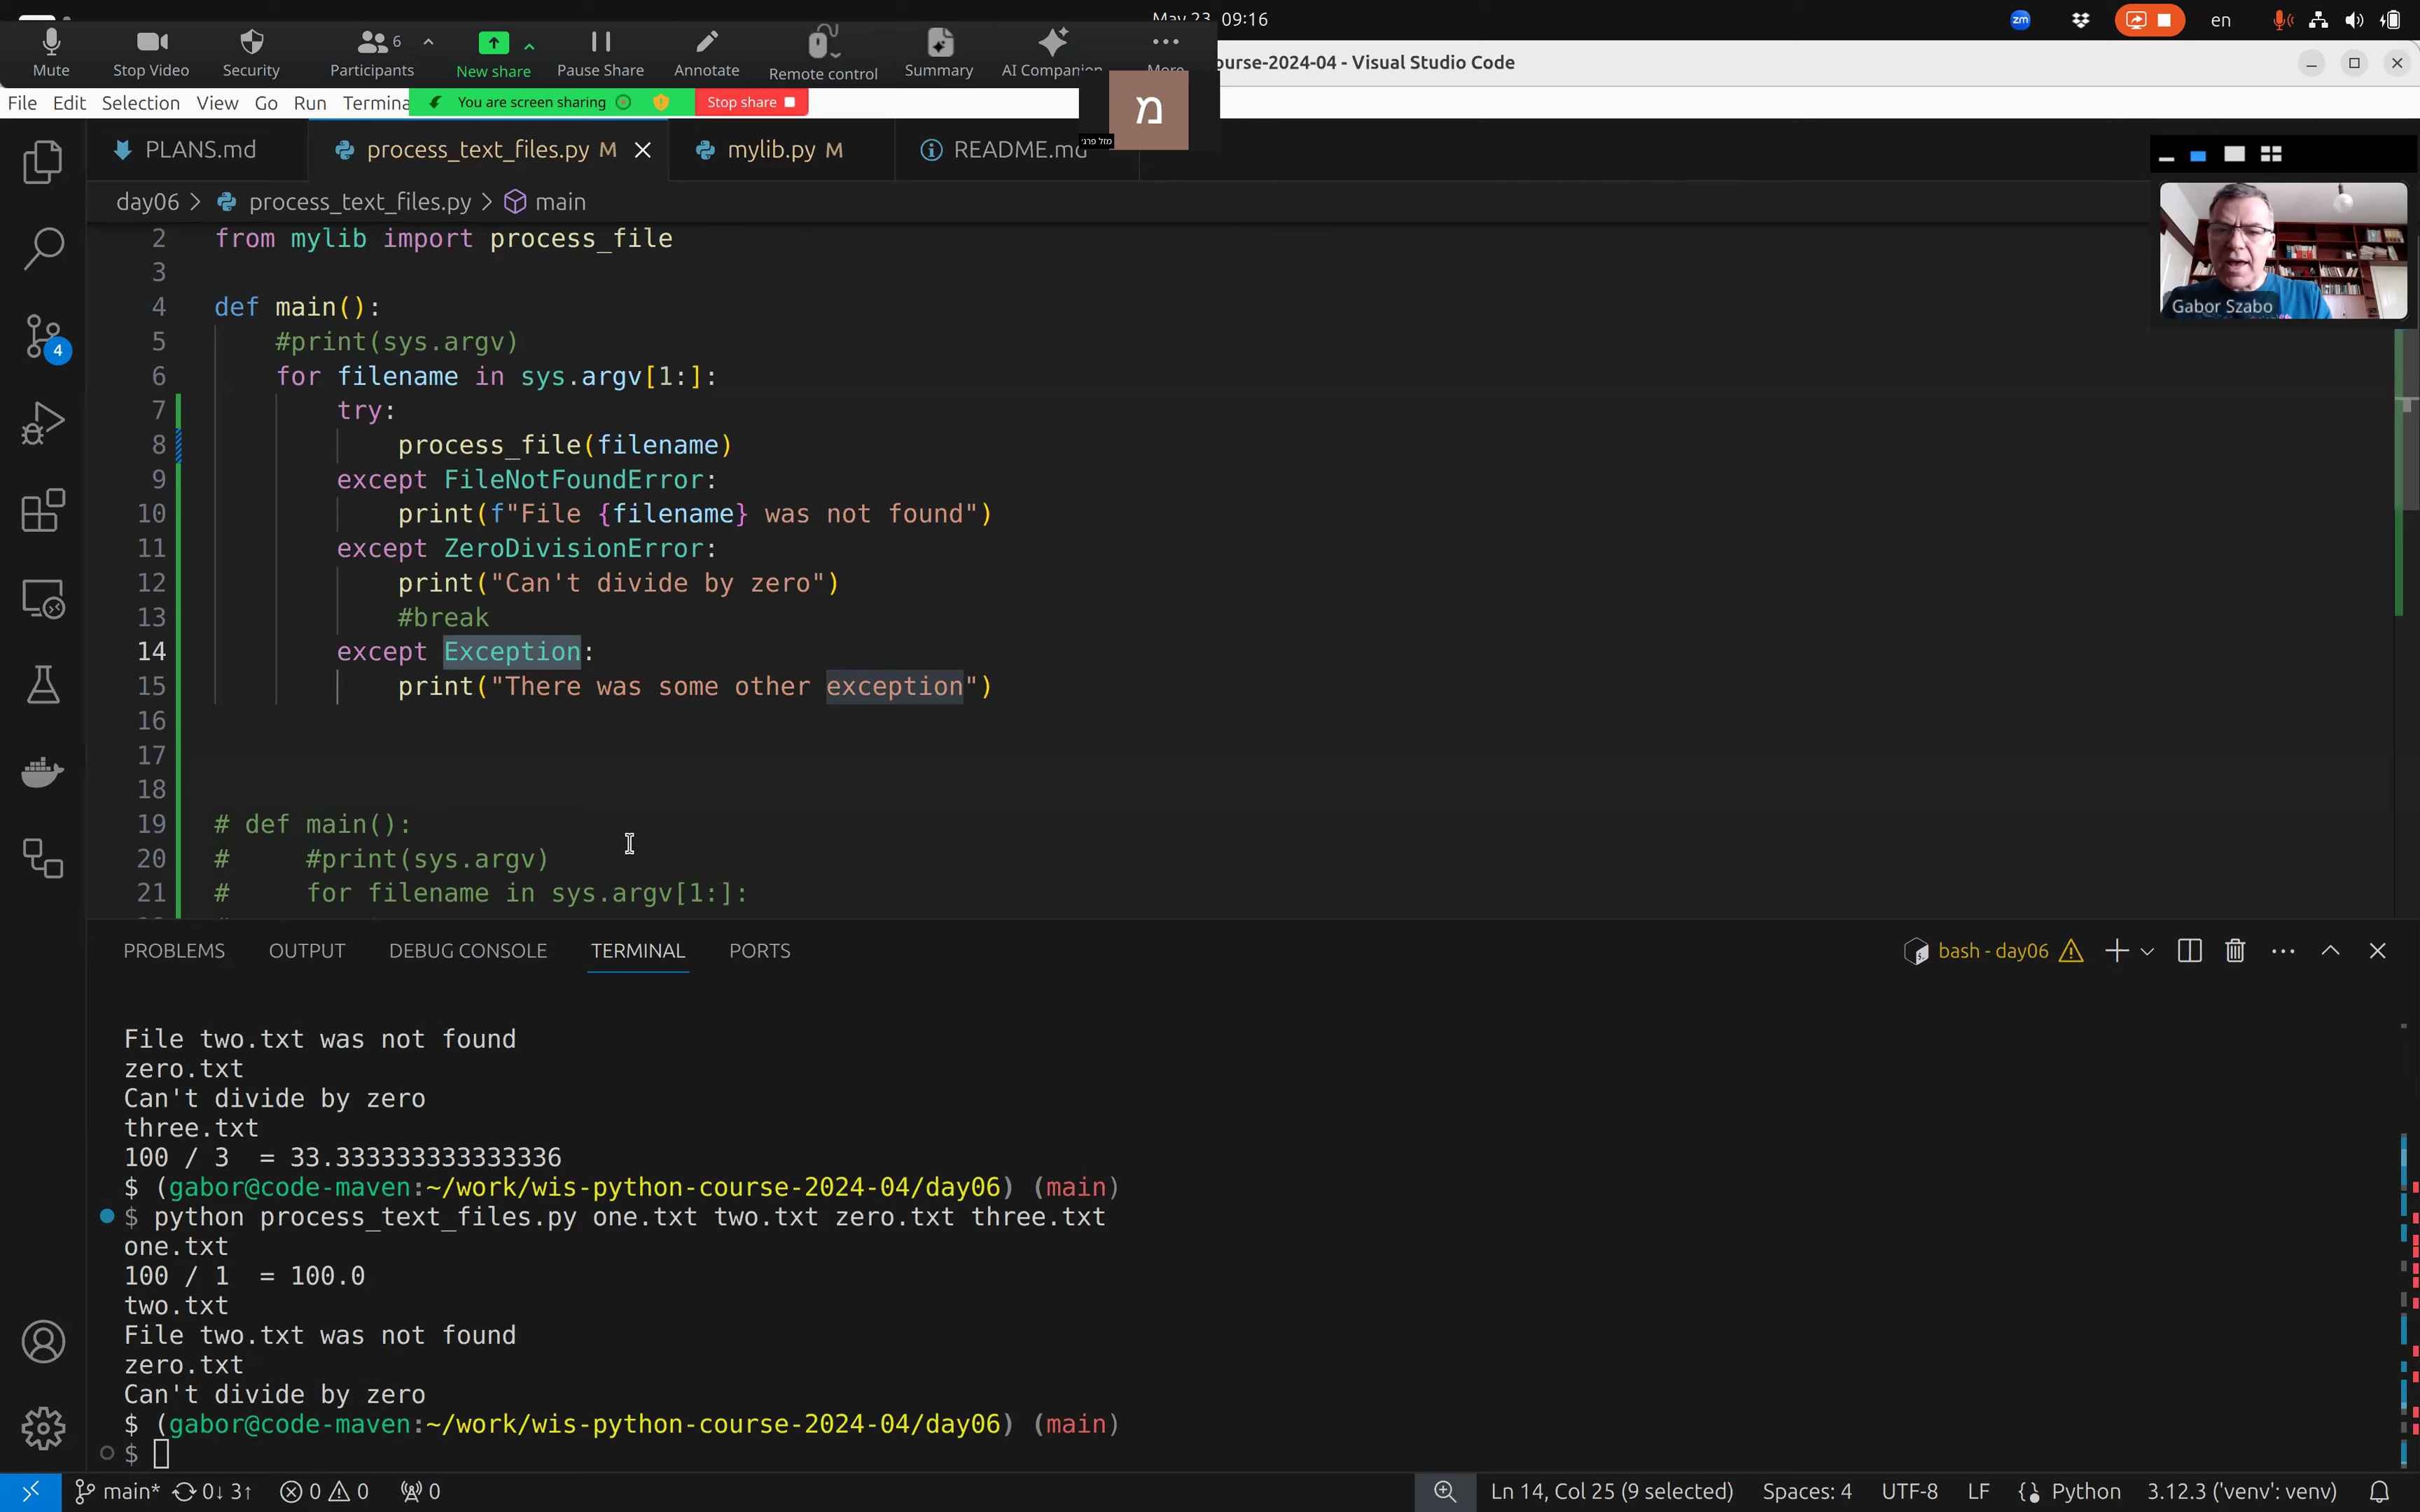 May 23 09:16
zm
en
Mute
Stop Video
Security
Participants
6
New share
Pause Share
Annotate
Remote control
Summary
AI Companion
More
ourse-2024-04 - Visual Studio Code
File Edit Selection View Go Run Termina
You are screen sharing
Stop share
מ
מזל פרגי
PLANS.md
process_text_files.py M
mylib.py M
README.md
day06 > process_text_files.py > main
Gabor Szabo
4
2 from mylib import process_file
3
4 def main():
5 #print(sys.argv)
6 for filename in sys.argv[1:]:
7 try:
8 process_file(filename)
9 except FileNotFoundError:
10 print(f"File {filename} was not found")
11 except ZeroDivisionError:
12 print("Can't divide by zero")
13 #break
14 except Exception:
15 print("There was some other exception")
16
17
18
19 # def main():
20 # #print(sys.argv)
21 # for filename in sys.argv[1:]:
PROBLEMS OUTPUT DEBUG CONSOLE TERMINAL PORTS
bash - day06
File two.txt was not found
zero.txt
Can't divide by zero
three.txt
100 / 3 = 33.333333333333336
$ (gabor@code-maven:~/work/wis-python-course-2024-04/day06) (main)
$ python process_text_files.py one.txt two.txt zero.txt three.txt
one.txt
100 / 1 = 100.0
two.txt
File two.txt was not found
zero.txt
Can't divide by zero
$ (gabor@code-maven:~/work/wis-python-course-2024-04/day06) (main)
$
main* 0↓ 3↑ 0 0 0
Ln 14, Col 25 (9 selected) Spaces: 4 UTF-8 LF Python 3.12.3 ('venv': venv)